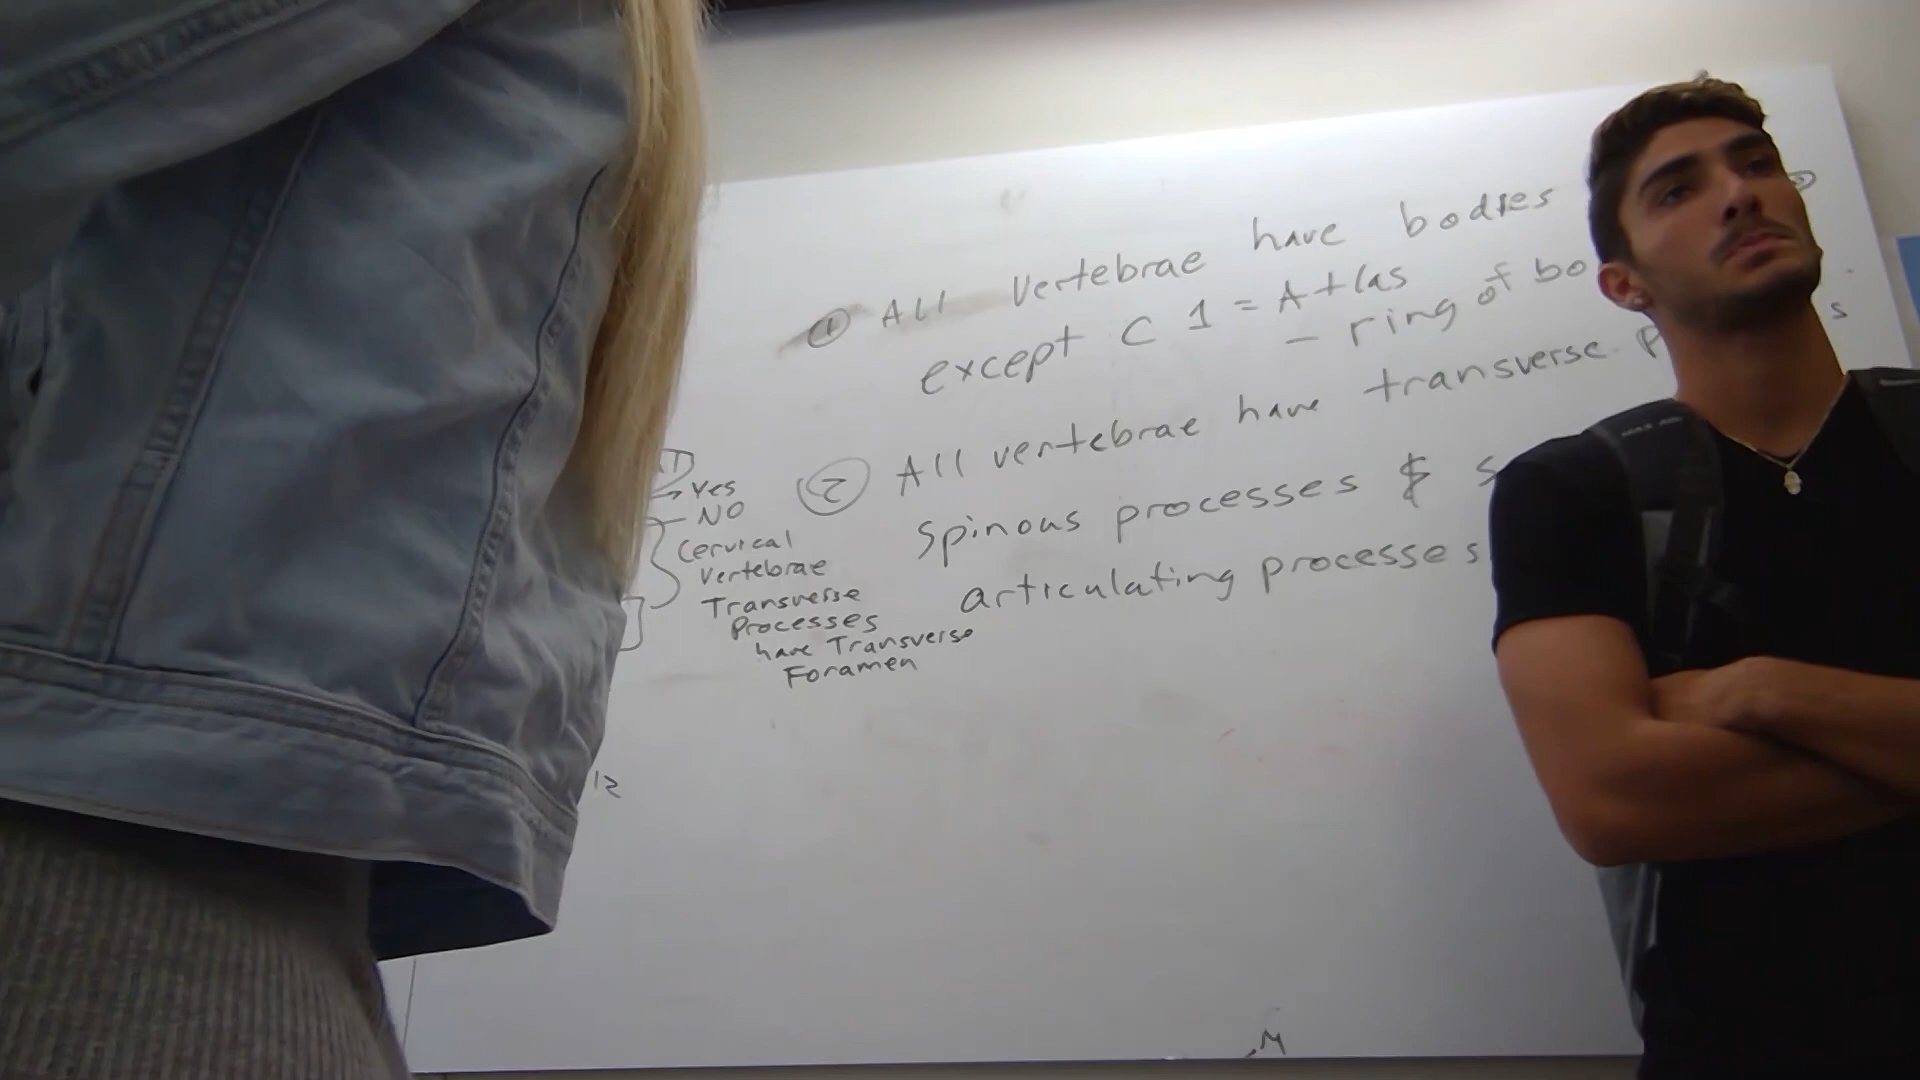 ① All vertebrae have bodies
except C 1 = Atlas
- ring of
② All vertebrae have transverse
spinous processes &
articulating processes
Yes
NO
Cervical
vertebrae
Transverse
Processes
have Transverse
Foramen
12